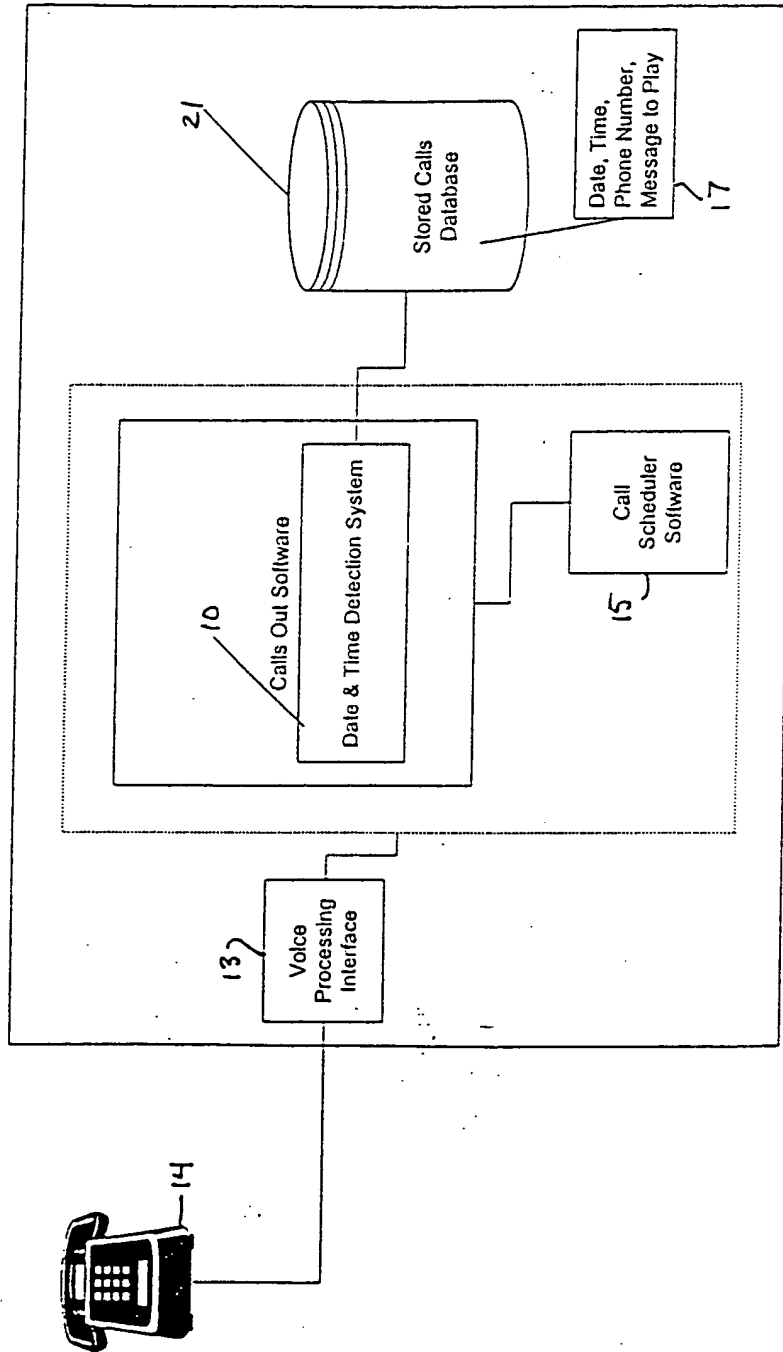 14
13
Voice
Processing
Interface
10
Calls Out Software
Date & Time Detection System
15
Call
Scheduler
Software
21
Stored Calls
Database
Date, Time,
Phone Number,
Message to Play
17